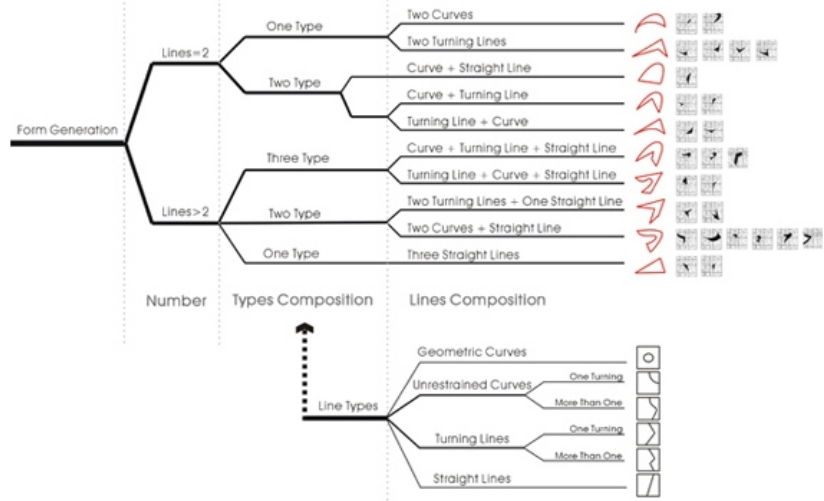 Form Generation
Lines=2
One Type
Two Curves
Two Turning Lines
Two Type
Curve + Straight Line
Curve + Turning Line
Turning Line + Curve
Lines>2
Three Type
Curve + Turning Line + Straight Line
Turning Line + Curve + Straight Line
Two Type
Two Turning Lines + One Straight Line
Two Curves + Straight Line
One Type
Three Straight Lines
Number
Types Composition
Lines Composition
Line Types
Geometric Curves
Unrestrained Curves
One Turning
More Than One
Turning Lines
One Turning
More Than One
Straight Lines